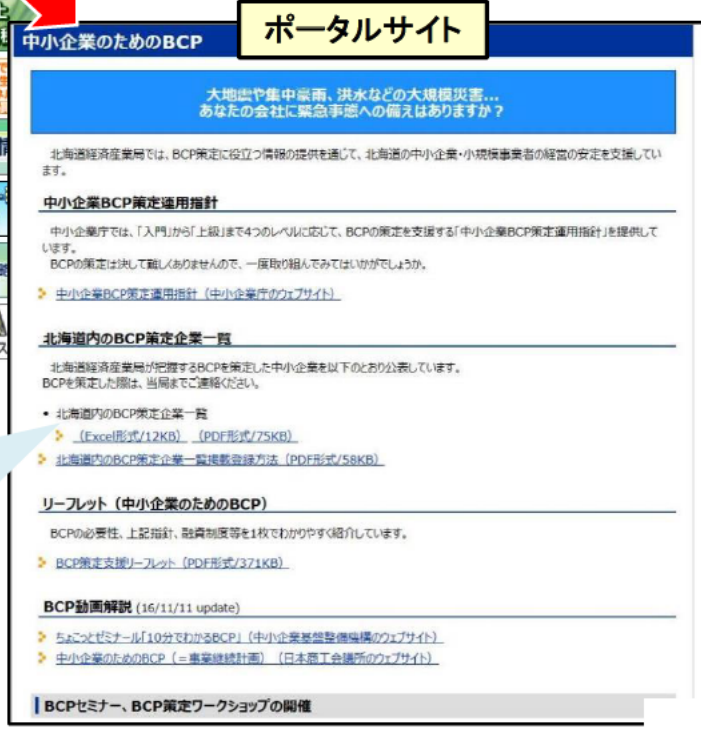 ポータルサイト
中小企業のためのBCP
大地震や集中豪雨、洪水などの大規模災害...
あなたの会社に緊急事態への備えはありますか？
北海道経済産業局では、BCP策定に役立つ情報の提供を通じて、北海道の中小企業・小規模事業者の経営の安定を支援してい
ます。
中小企業BCP策定運用指針
中小企業庁では、「入門」から「上級」まで4つのレベルに応じて、BCPの策定を支援する「中小企業BCP策定運用指針」を提供して
います。
BCPの策定は決して難しくありませんので、一度取り組んでみてはいかがでしょうか。
中小企業BCP策定運用指針（中小企業庁のウェブサイト）
北海道内のBCP策定企業一覧
北海道経済産業局が把握するBCPを策定した中小企業を以下のとおり公表しています。
BCPを策定した際は、当局までご連絡ください。
• 北海道内のBCP策定企業一覧
（Excel形式/12KB）（PDF形式/75KB）
北海道内のBCP策定企業一覧掲載登録方法（PDF形式/58KB）
リーフレット（中小企業のためのBCP）
BCPの必要性、上記指針、融資制度等を1枚でわかりやすく紹介しています。
BCP策定支援リーフレット（PDF形式/371KB）
BCP動画解説 (16/11/11 update)
ちょこっとゼミナール「10分でわかるBCP」（中小企業基盤整備機構のウェブサイト）
中小企業のためのBCP（＝事業継続計画）（日本商工会議所のウェブサイト）
BCPセミナー、BCP策定ワークショップの開催